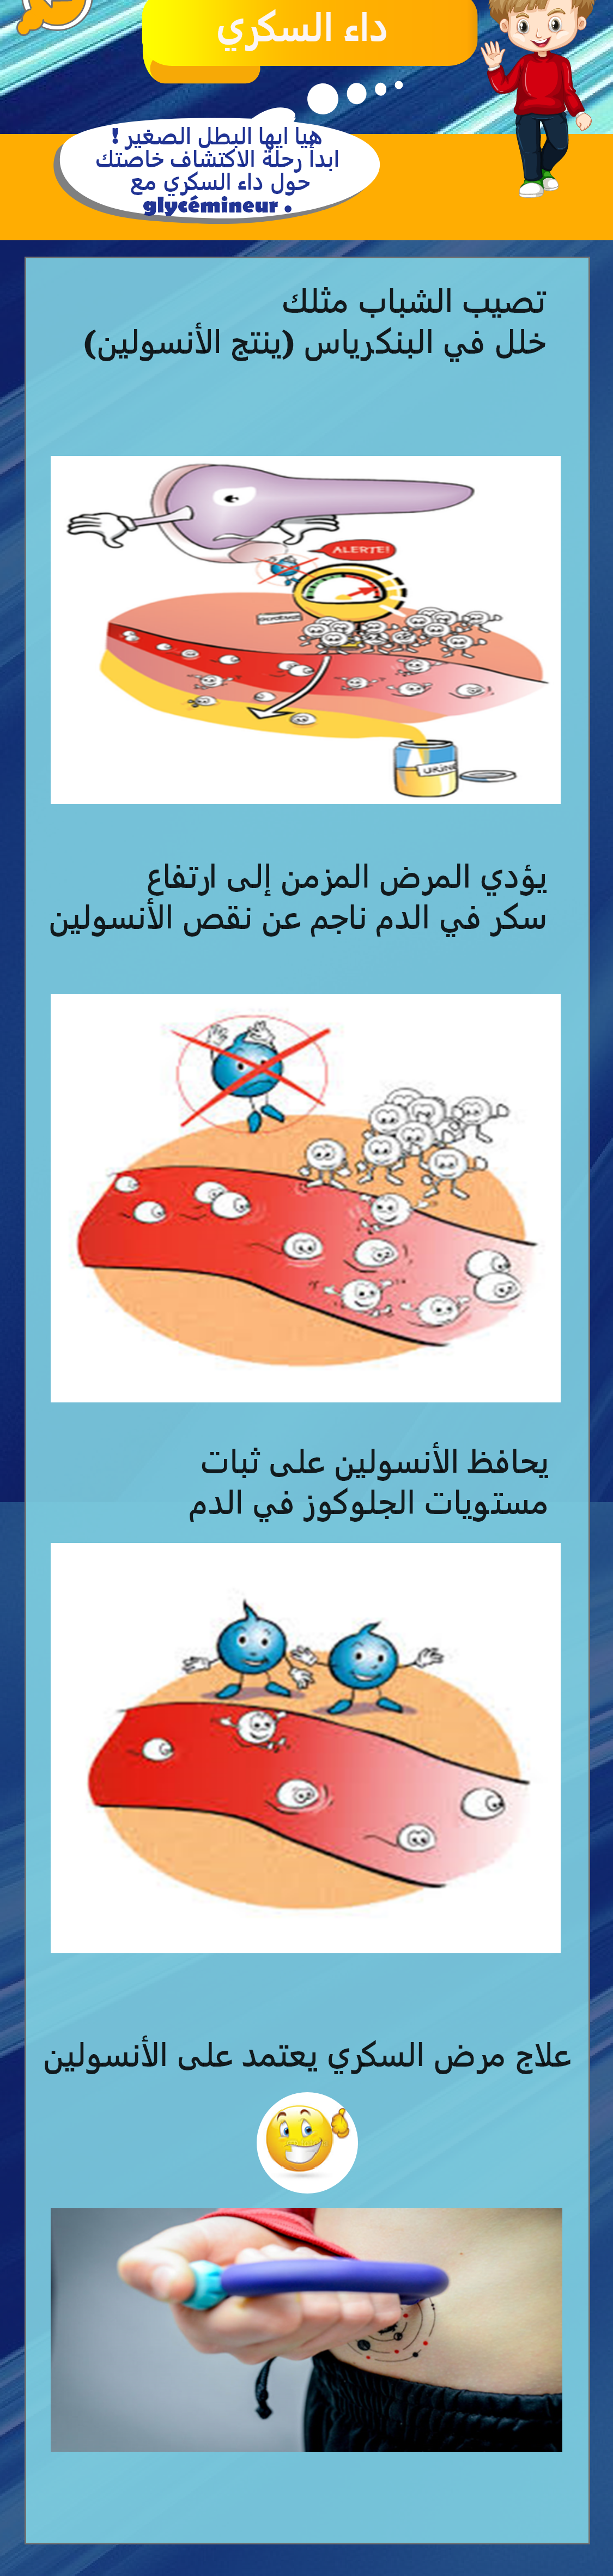 داء السكري
هيا ايها البطل الصغير !
ابدأ رحلة الاكتشاف خاصتك
حول داء السكري مع
glycémineur .
تصيب الشباب مثلك
خلل في البنكرياس (ينتج الأنسولين)
ALERTE!
URINE
يؤدي المرض المزمن إلى ارتفاع
سكر في الدم ناجم عن نقص الأنسولين
يحافظ الأنسولين على ثبات
مستويات الجلوكوز في الدم
علاج مرض السكري يعتمد على الأنسولين